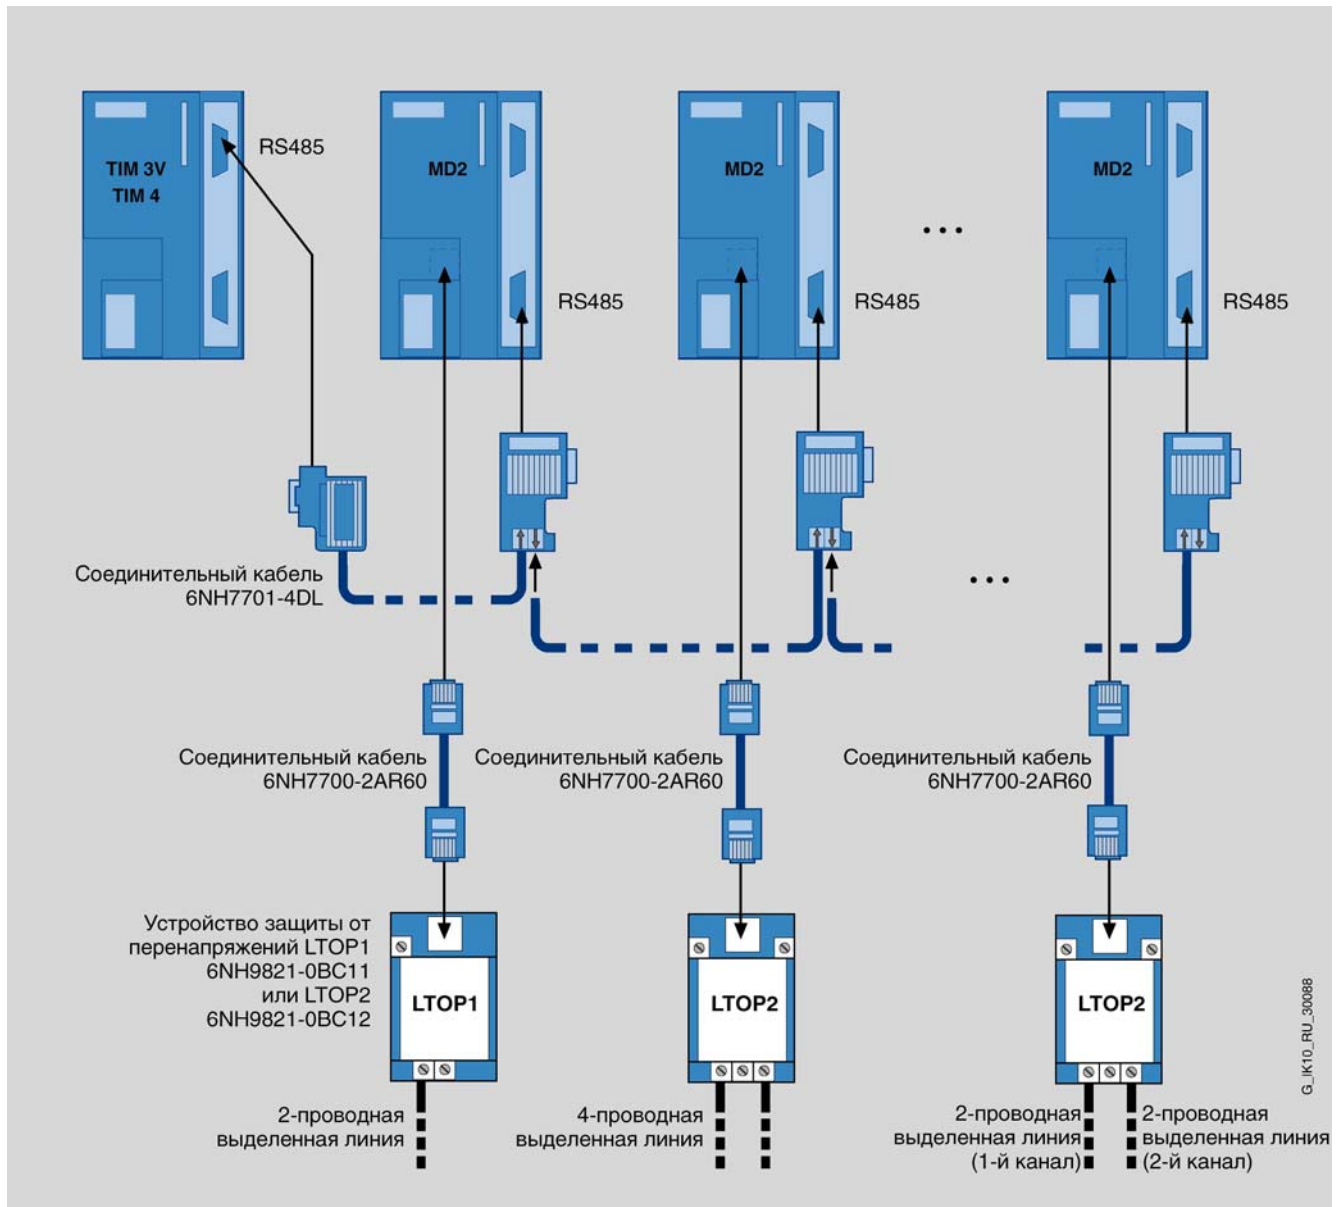 TIM 3V
TIM 4
RS485
MD2
RS485
MD2
RS485
MD2
RS485
...
Соединительный кабель
6NH7701-4DL
...
Соединительный кабель
6NH7700-2AR60
Соединительный кабель
6NH7700-2AR60
Соединительный кабель
6NH7700-2AR60
Устройство защиты от
перенапряжений LTOP1
6NH9821-0BC11
или LTOP2
6NH9821-0BC12
LTOP1
LTOP2
LTOP2
2-проводная
выделенная линия
4-проводная
выделенная линия
2-проводная
выделенная линия
(1-й канал)
2-проводная
выделенная линия
(2-й канал)
G_IK10_RU_30088